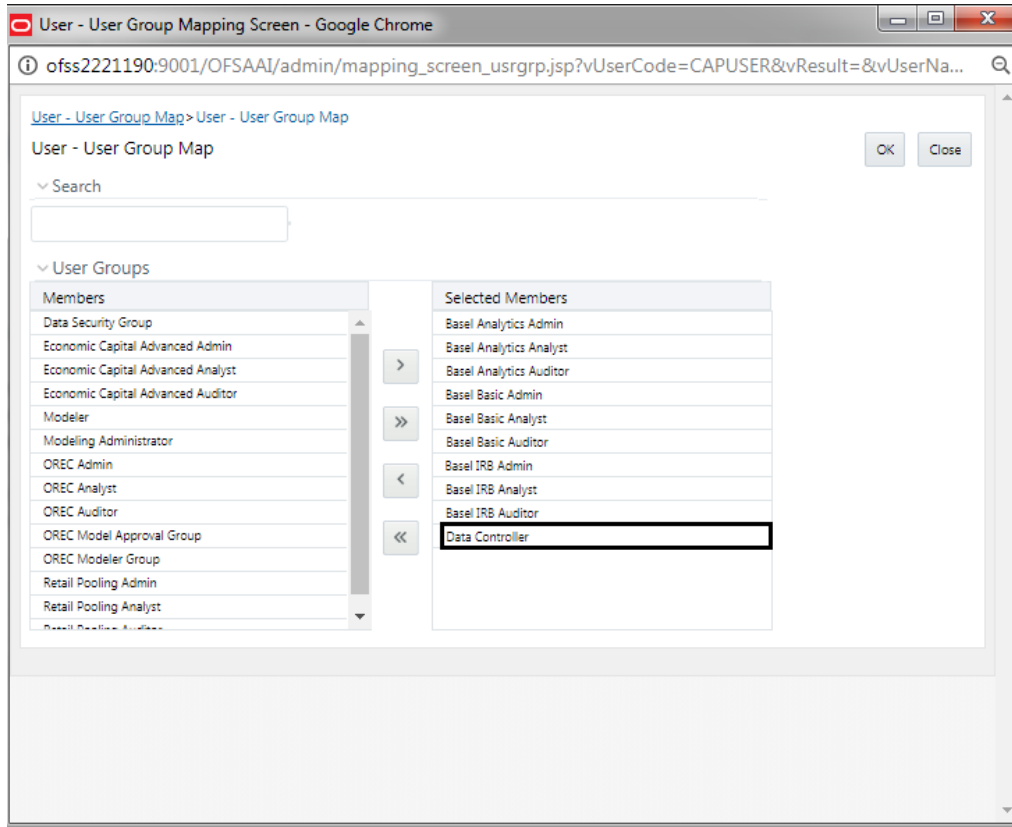 User - User Group Mapping Screen - Google Chrome
ofss2221190:9001/OFSAAI/admin/mapping_screen_usrgrp.jsp?vUserCode=CAPUSER&vResult=&vUserNa...
User - User Group Map> User - User Group Map
User - User Group Map
OK
Close
Search
User Groups
Members
Data Security Group
Economic Capital Advanced Admin
Economic Capital Advanced Analyst
Economic Capital Advanced Auditor
Modeler
Modeling Administrator
OREC Admin
OREC Analyst
OREC Auditor
OREC Model Approval Group
OREC Modeler Group
Retail Pooling Admin
Retail Pooling Analyst
Retail Pooling Auditor
Selected Members
Basel Analytics Admin
Basel Analytics Analyst
Basel Analytics Auditor
Basel Basic Admin
Basel Basic Analyst
Basel Basic Auditor
Basel IRB Admin
Basel IRB Analyst
Basel IRB Auditor
Data Controller